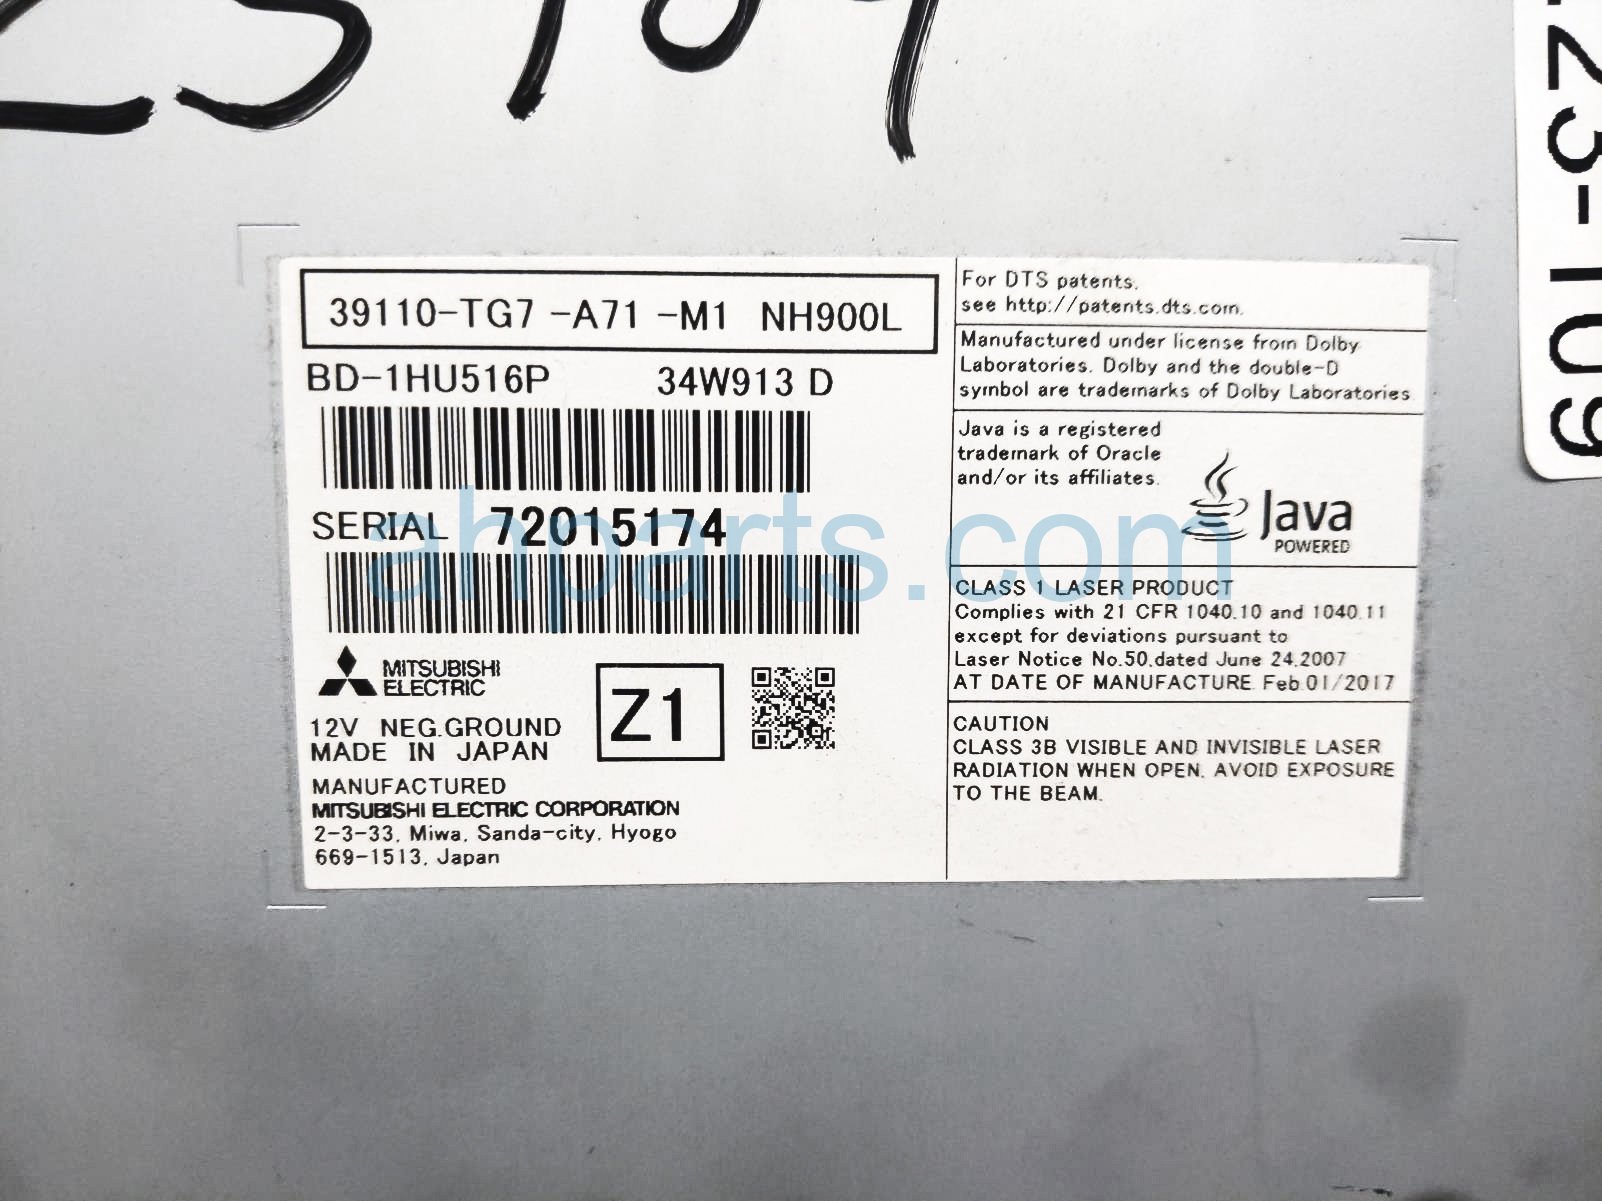 23109
23-109
39110-TG7 -A71 -M1 NH900L
BD-1HU516P 34W913 D
SERIAL 72015174
MITSUBISHI
ELECTRIC
12V NEG.GROUND
MADE IN JAPAN
Z1
MANUFACTURED
MITSUBISHI ELECTRIC CORPORATION
2-3-33, Miwa, Sanda-city, Hyogo
669-1513, Japan
For DTS patents.
see http://patents.dts.com.
Manufactured under license from Dolby
Laboratories. Dolby and the double-D
symbol are trademarks of Dolby Laboratories
Java is a registered
trademark of Oracle
and/or its affiliates.
Java
POWERED
CLASS 1 LASER PRODUCT
Complies with 21 CFR 1040.10 and 1040.11
except for deviations pursuant to
Laser Notice No.50,dated June 24,2007
AT DATE OF MANUFACTURE Feb.01/2017
CAUTION
CLASS 3B VISIBLE AND INVISIBLE LASER
RADIATION WHEN OPEN. AVOID EXPOSURE
TO THE BEAM.
ahparts.com